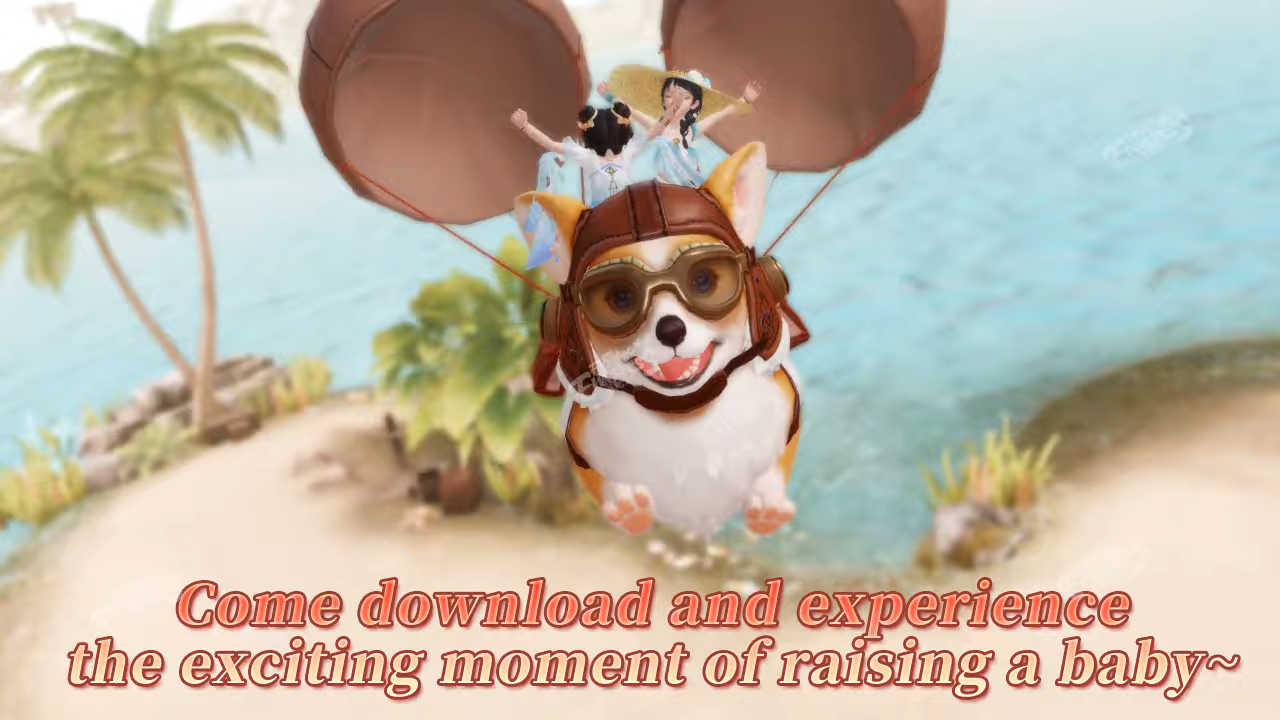 Come download and experience
the exciting moment of raising a baby~